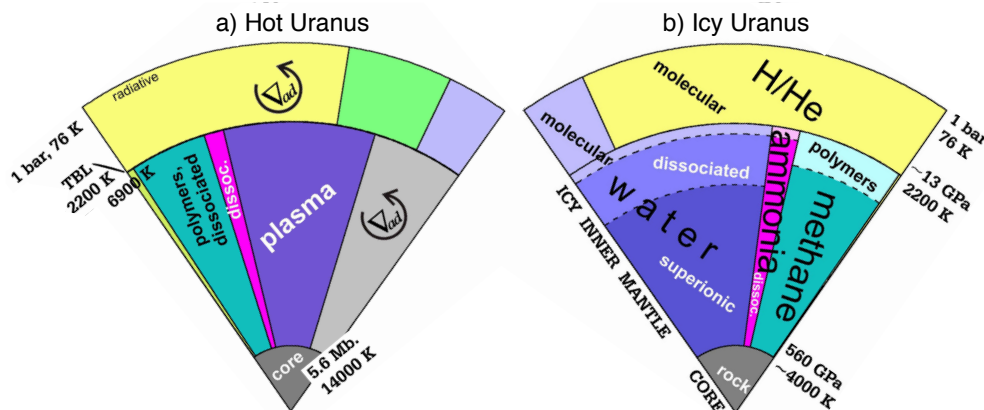 a) Hot Uranus
radiative
∇ad
1 bar, 76 K
TBL,
2200 K
6900 K
polymers,
dissociated
dissoc.
plasma
∇ad
core
5.6 Mb.
14000 K
b) Icy Uranus
H/He
molecular
molecular
1 bar
76 K
~13 GPa
2200 K
dissociated
water
superionic
ammonia
dissoc.
polymers
methane
ICY INNER MANTLE
560 GPa
~4000 K
CORE
rock